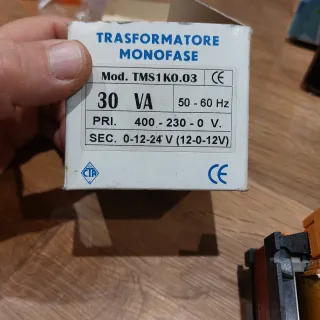 TRASFORMATORE
MONOFASE
Mod. TMS1K0.03 CE
30 VA 50 - 60 Hz
PRI. 400 - 230 - 0 V.
SEC. 0-12-24 V (12-0-12V)
CTA CE